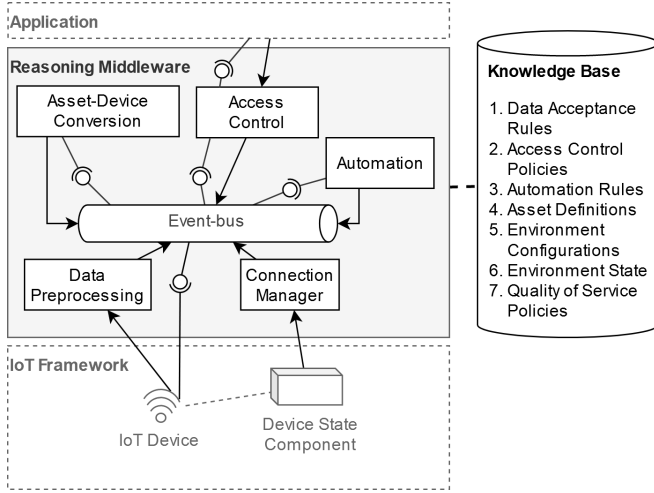 Application
Reasoning Middleware
Asset-Device
Conversion
Access
Control
Automation
Event-bus
Data
Preprocessing
Connection
Manager
IoT Framework
IoT Device
Device State
Component
Knowledge Base
1. Data Acceptance
Rules
2. Access Control
Policies
3. Automation Rules
4. Asset Definitions
5. Environment
Configurations
6. Environment State
7. Quality of Service
Policies